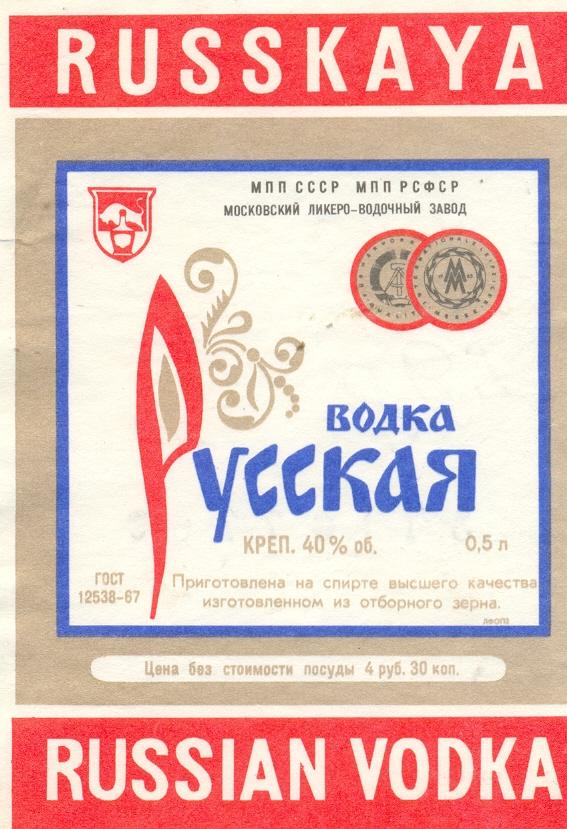 RUSSKAYA
МПП СССР МПП РСФСР
МОСКОВСКИЙ ЛИКЕРО-ВОДОЧНЫЙ ЗАВОД
ММ
ВОДКА
Русская
КРЕП. 40% об. 0,5 л
ГОСТ
12538-67
Приготовлена на спирте высшего качества
изготовленном из отборного зерна.
Цена без стоимости посуды 4 руб. 30 коп.
RUSSIAN VODKA